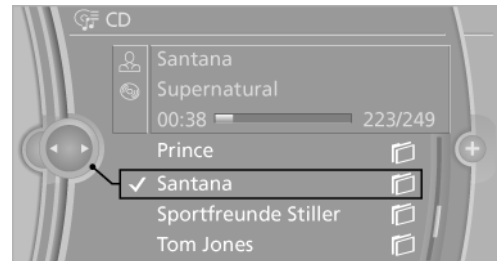 CD
Santana
Supernatural
00:38 223/249
Prince
Santana
Sportfreunde Stiller
Tom Jones